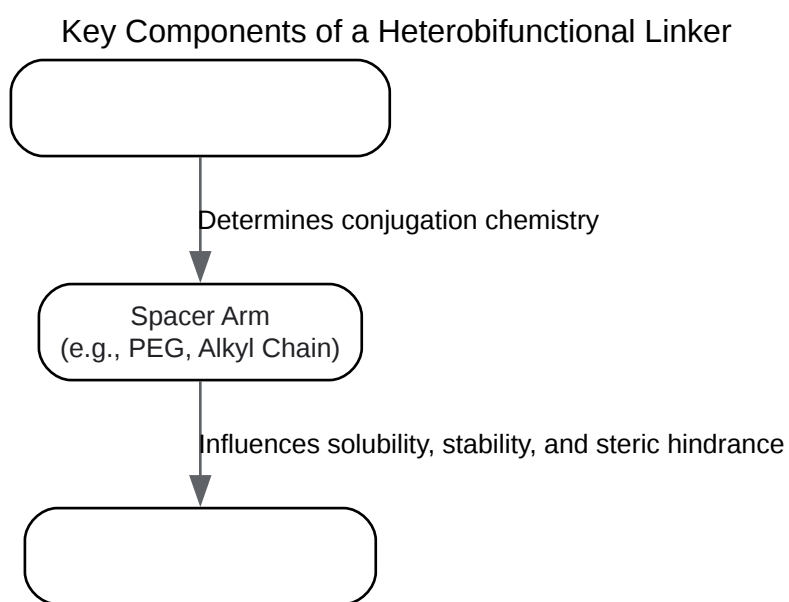 Key Components of a Heterobifunctional Linker
Determines conjugation chemistry
Spacer Arm
(e.g., PEG, Alkyl Chain)
Influences solubility, stability, and steric hindrance